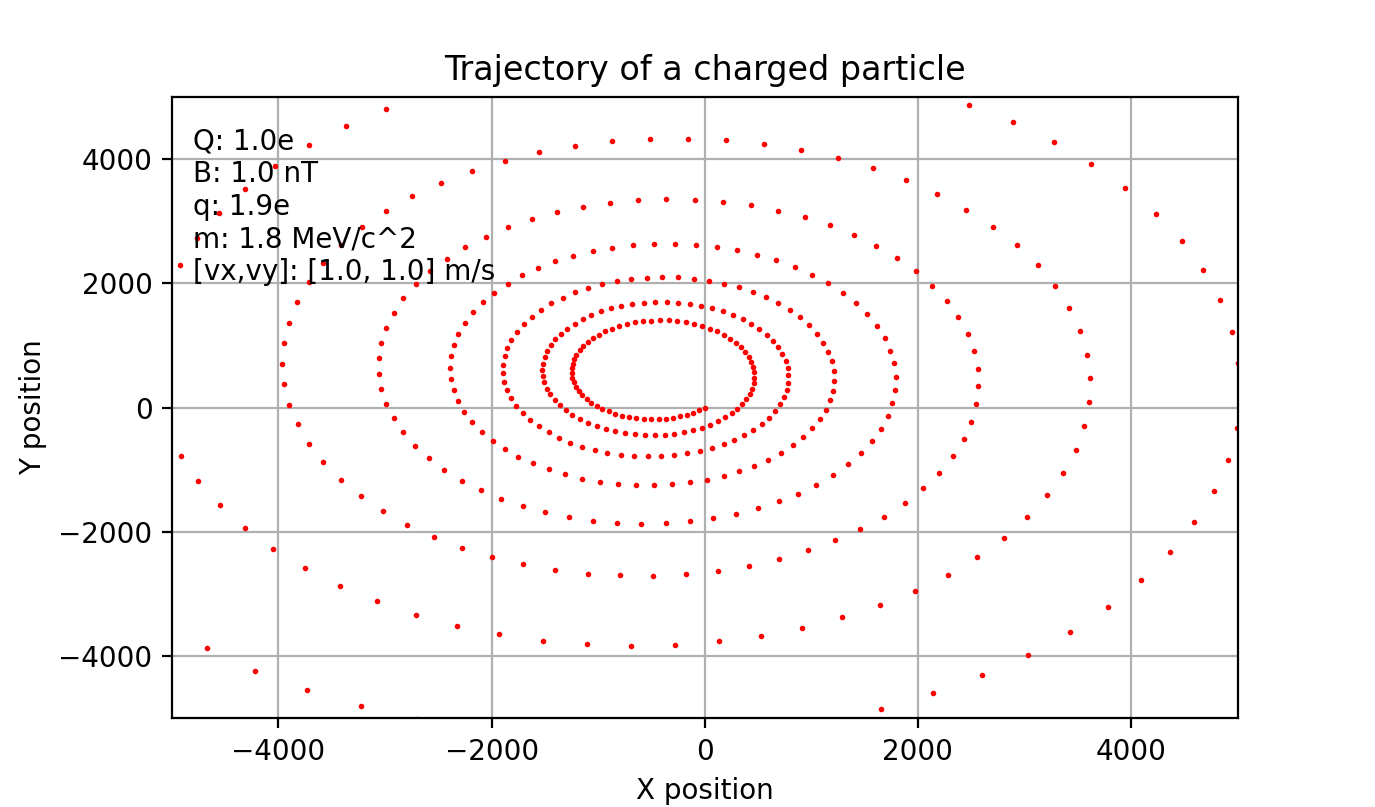 Trajectory of a charged particle
Q: 1.0e
B: 1.0 nT
q: 1.9e
m: 1.8 MeV/c^2
[vx,vy]: [1.0, 1.0] m/s
Y position
4000
2000
0
−2000
−4000
−4000 −2000 0 2000 4000
X position